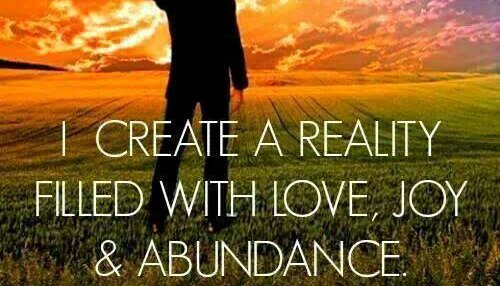 I CREATE A REALITY
FILLED WITH LOVE, JOY
& ABUNDANCE.